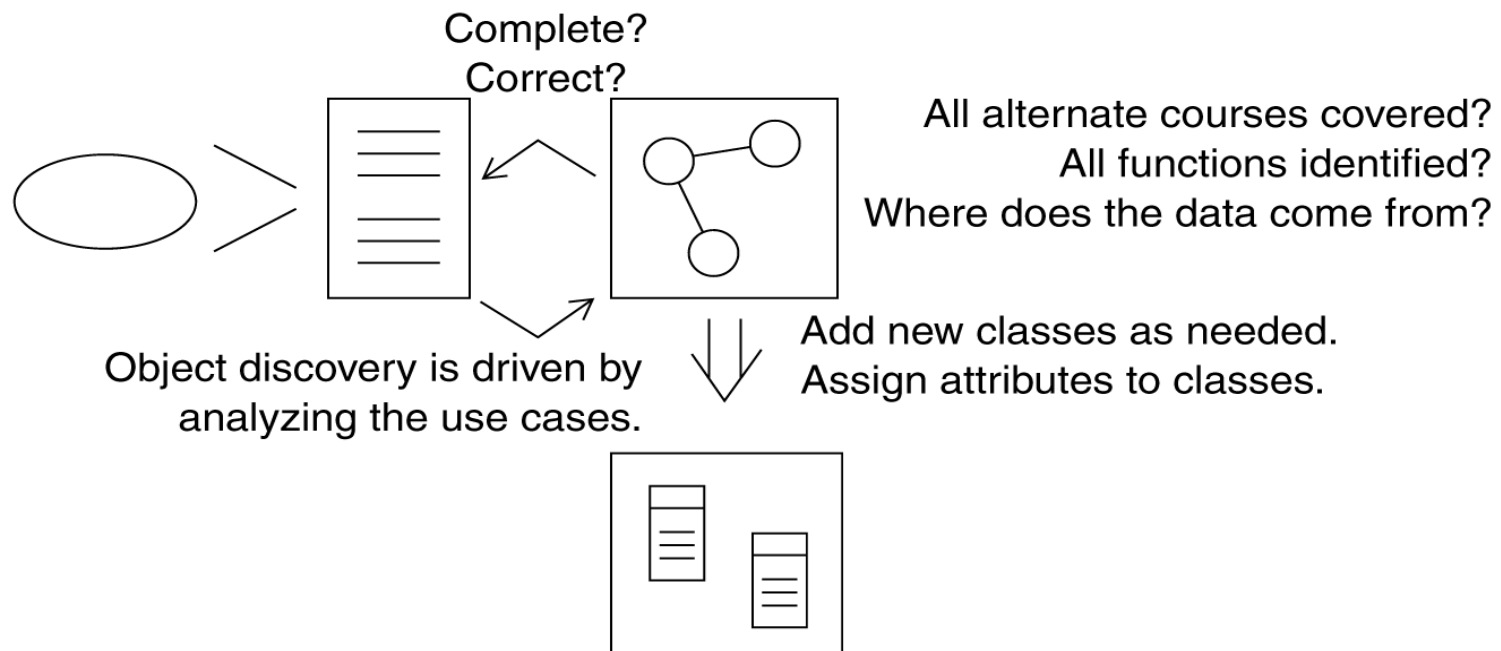 Complete?
Correct?
All alternate courses covered?
All functions identified?
Where does the data come from?
Object discovery is driven by
analyzing the use cases.
Add new classes as needed.
Assign attributes to classes.